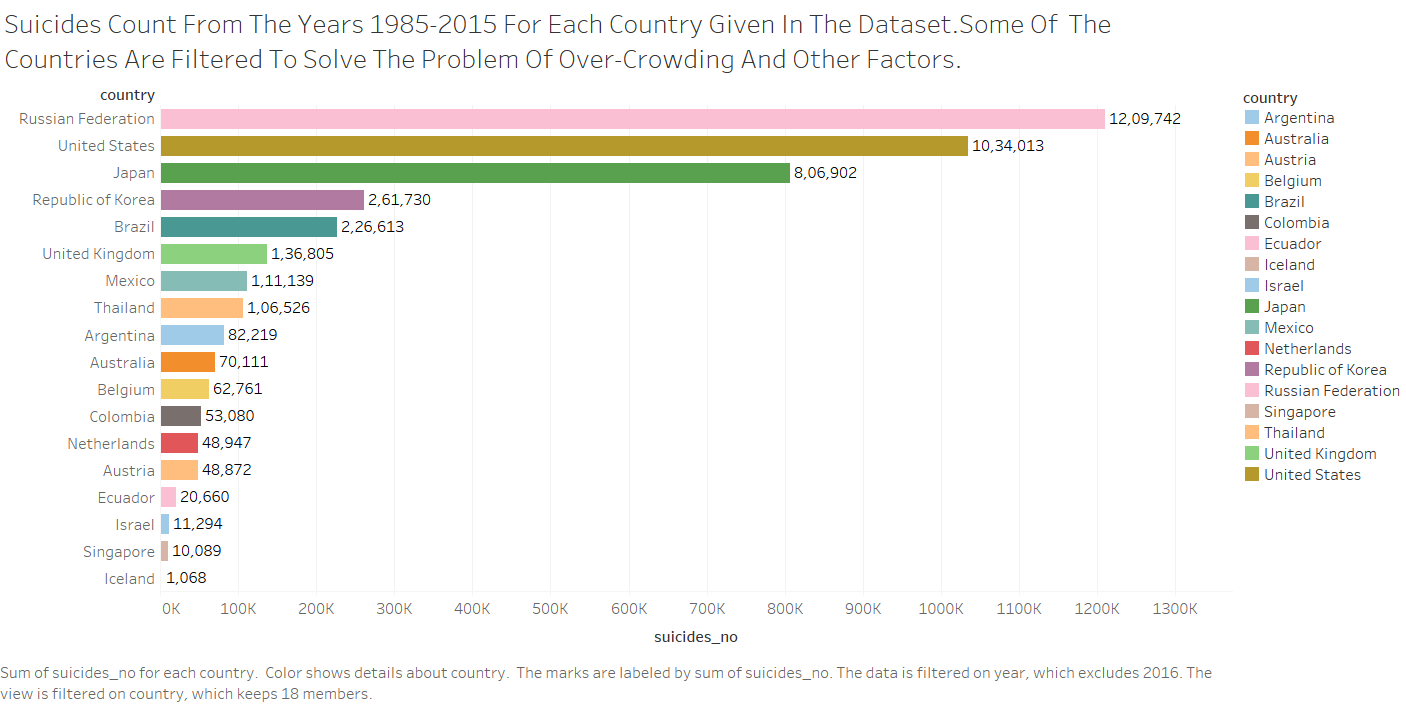 Suicides Count From The Years 1985-2015 For Each Country Given In The Dataset.Some Of The
Countries Are Filtered To Solve The Problem Of Over-Crowding And Other Factors.
country
Russian Federation 12,09,742
United States 10,34,013
Japan 8,06,902
Republic of Korea 2,61,730
Brazil 2,26,613
United Kingdom 1,36,805
Mexico 1,11,139
Thailand 1,06,526
Argentina 82,219
Australia 70,111
Belgium 62,761
Colombia 53,080
Netherlands 48,947
Austria 48,872
Ecuador 20,660
Israel 11,294
Singapore 10,089
Iceland 1,068
0K 100K 200K 300K 400K 500K 600K 700K 800K 900K 1000K 1100K 1200K 1300K
suicides_no
country
Argentina
Australia
Austria
Belgium
Brazil
Colombia
Ecuador
Iceland
Israel
Japan
Mexico
Netherlands
Republic of Korea
Russian Federation
Singapore
Thailand
United Kingdom
United States
Sum of suicides_no for each country. Color shows details about country. The marks are labeled by sum of suicides_no. The data is filtered on year, which excludes 2016. The
view is filtered on country, which keeps 18 members.